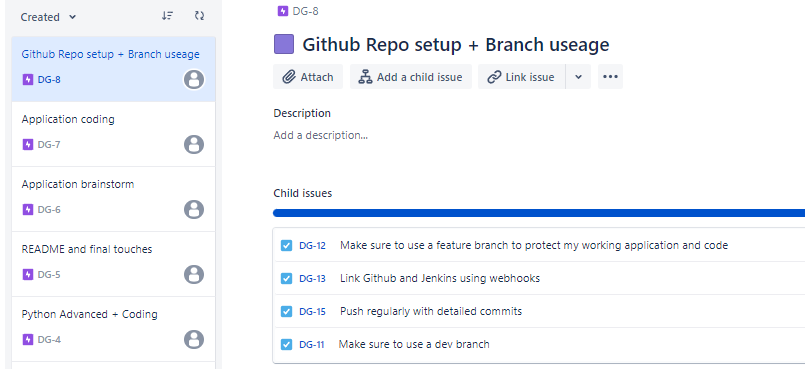 Created
Github Repo setup + Branch useage
DG-8
Application coding
DG-7
Application brainstorm
DG-6
README and final touches
DG-5
Python Advanced + Coding
DG-4
DG-8
Github Repo setup + Branch useage
Attach
Add a child issue
Link issue
Description
Add a description...
Child issues
DG-12 Make sure to use a feature branch to protect my working application and code
DG-13 Link Github and Jenkins using webhooks
DG-15 Push regularly with detailed commits
DG-11 Make sure to use a dev branch